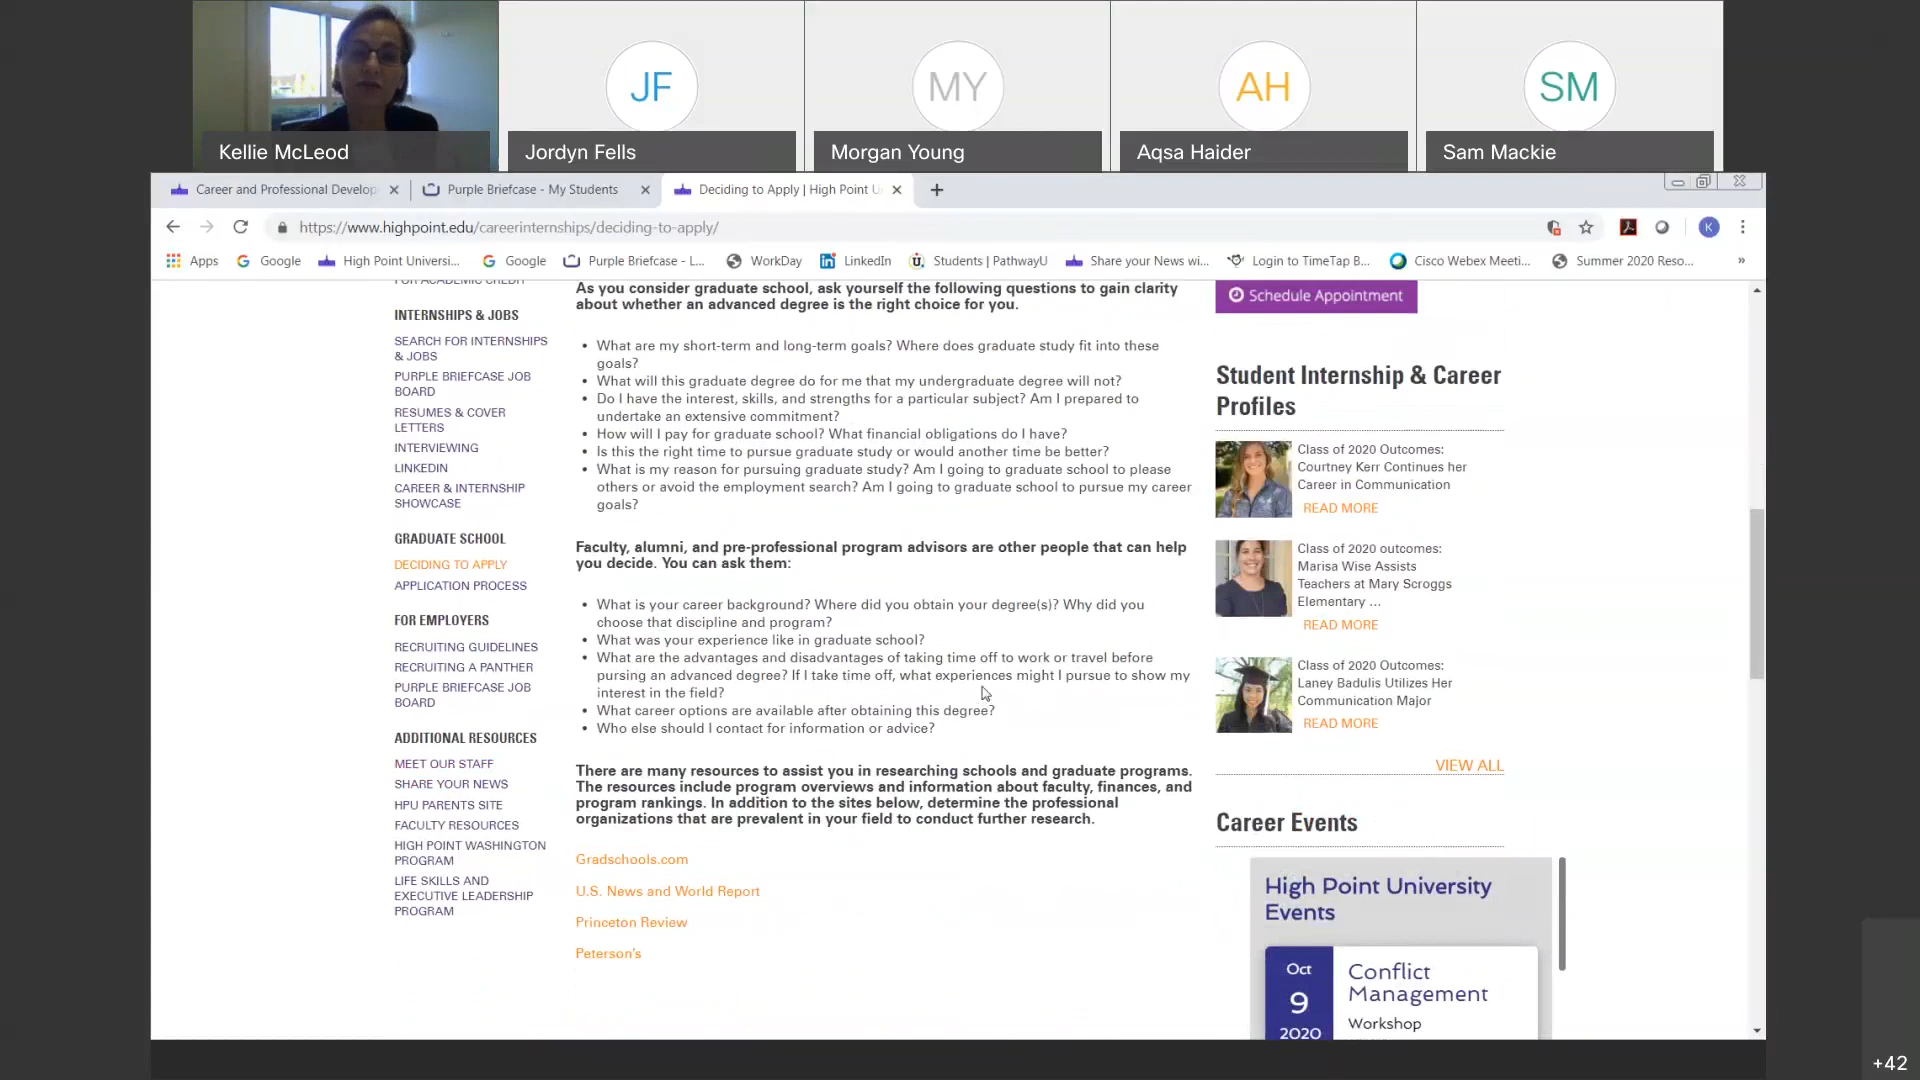 JF
MY
AH
SM
Kellie McLeod
Jordyn Fells
Morgan Young
Aqsa Haider
Sam Mackie
Career and Professional Develop
Purple Briefcase - My Students
Deciding to Apply | High Point U
https://www.highpoint.edu/careerinternships/deciding-to-apply/
K
Apps
Google
High Point Universi...
Google
Purple Briefcase - L...
WorkDay
LinkedIn
Students | PathwayU
Share your News wi...
Login to TimeTap B...
Cisco Webex Meeti...
Summer 2020 Reso...
»
FOR ACADEMIC CREDIT
INTERNSHIPS & JOBS
SEARCH FOR INTERNSHIPS
& JOBS
PURPLE BRIEFCASE JOB
BOARD
RESUMES & COVER
LETTERS
INTERVIEWING
LINKEDIN
CAREER & INTERNSHIP
SHOWCASE
GRADUATE SCHOOL
DECIDING TO APPLY
APPLICATION PROCESS
FOR EMPLOYERS
RECRUITING GUIDELINES
RECRUITING A PANTHER
PURPLE BRIEFCASE JOB
BOARD
ADDITIONAL RESOURCES
MEET OUR STAFF
SHARE YOUR NEWS
HPU PARENTS SITE
FACULTY RESOURCES
HIGH POINT WASHINGTON
PROGRAM
LIFE SKILLS AND
EXECUTIVE LEADERSHIP
PROGRAM
As you consider graduate school, ask yourself the following questions to gain clarity
about whether an advanced degree is the right choice for you.
• What are my short-term and long-term goals? Where does graduate study fit into these
goals?
• What will this graduate degree do for me that my undergraduate degree will not?
• Do I have the interest, skills, and strengths for a particular subject? Am I prepared to
undertake an extensive commitment?
• How will I pay for graduate school? What financial obligations do I have?
• Is this the right time to pursue graduate study or would another time be better?
• What is my reason for pursuing graduate study? Am I going to graduate school to please
others or avoid the employment search? Am I going to graduate school to pursue my career
goals?
Faculty, alumni, and pre-professional program advisors are other people that can help
you decide. You can ask them:
• What is your career background? Where did you obtain your degree(s)? Why did you
choose that discipline and program?
• What was your experience like in graduate school?
• What are the advantages and disadvantages of taking time off to work or travel before
pursing an advanced degree? If I take time off, what experiences might I pursue to show my
interest in the field?
• What career options are available after obtaining this degree?
• Who else should I contact for information or advice?
There are many resources to assist you in researching schools and graduate programs.
The resources include program overviews and information about faculty, finances, and
program rankings. In addition to the sites below, determine the professional
organizations that are prevalent in your field to conduct further research.
Gradschools.com
U.S. News and World Report
Princeton Review
Peterson's
Schedule Appointment
Student Internship & Career
Profiles
Class of 2020 Outcomes:
Courtney Kerr Continues her
Career in Communication
READ MORE
Class of 2020 outcomes:
Marisa Wise Assists
Teachers at Mary Scroggs
Elementary ...
READ MORE
Class of 2020 Outcomes:
Laney Badulis Utilizes Her
Communication Major
READ MORE
VIEW ALL
Career Events
High Point University
Events
Oct
9
2020
Conflict
Management
Workshop
+42